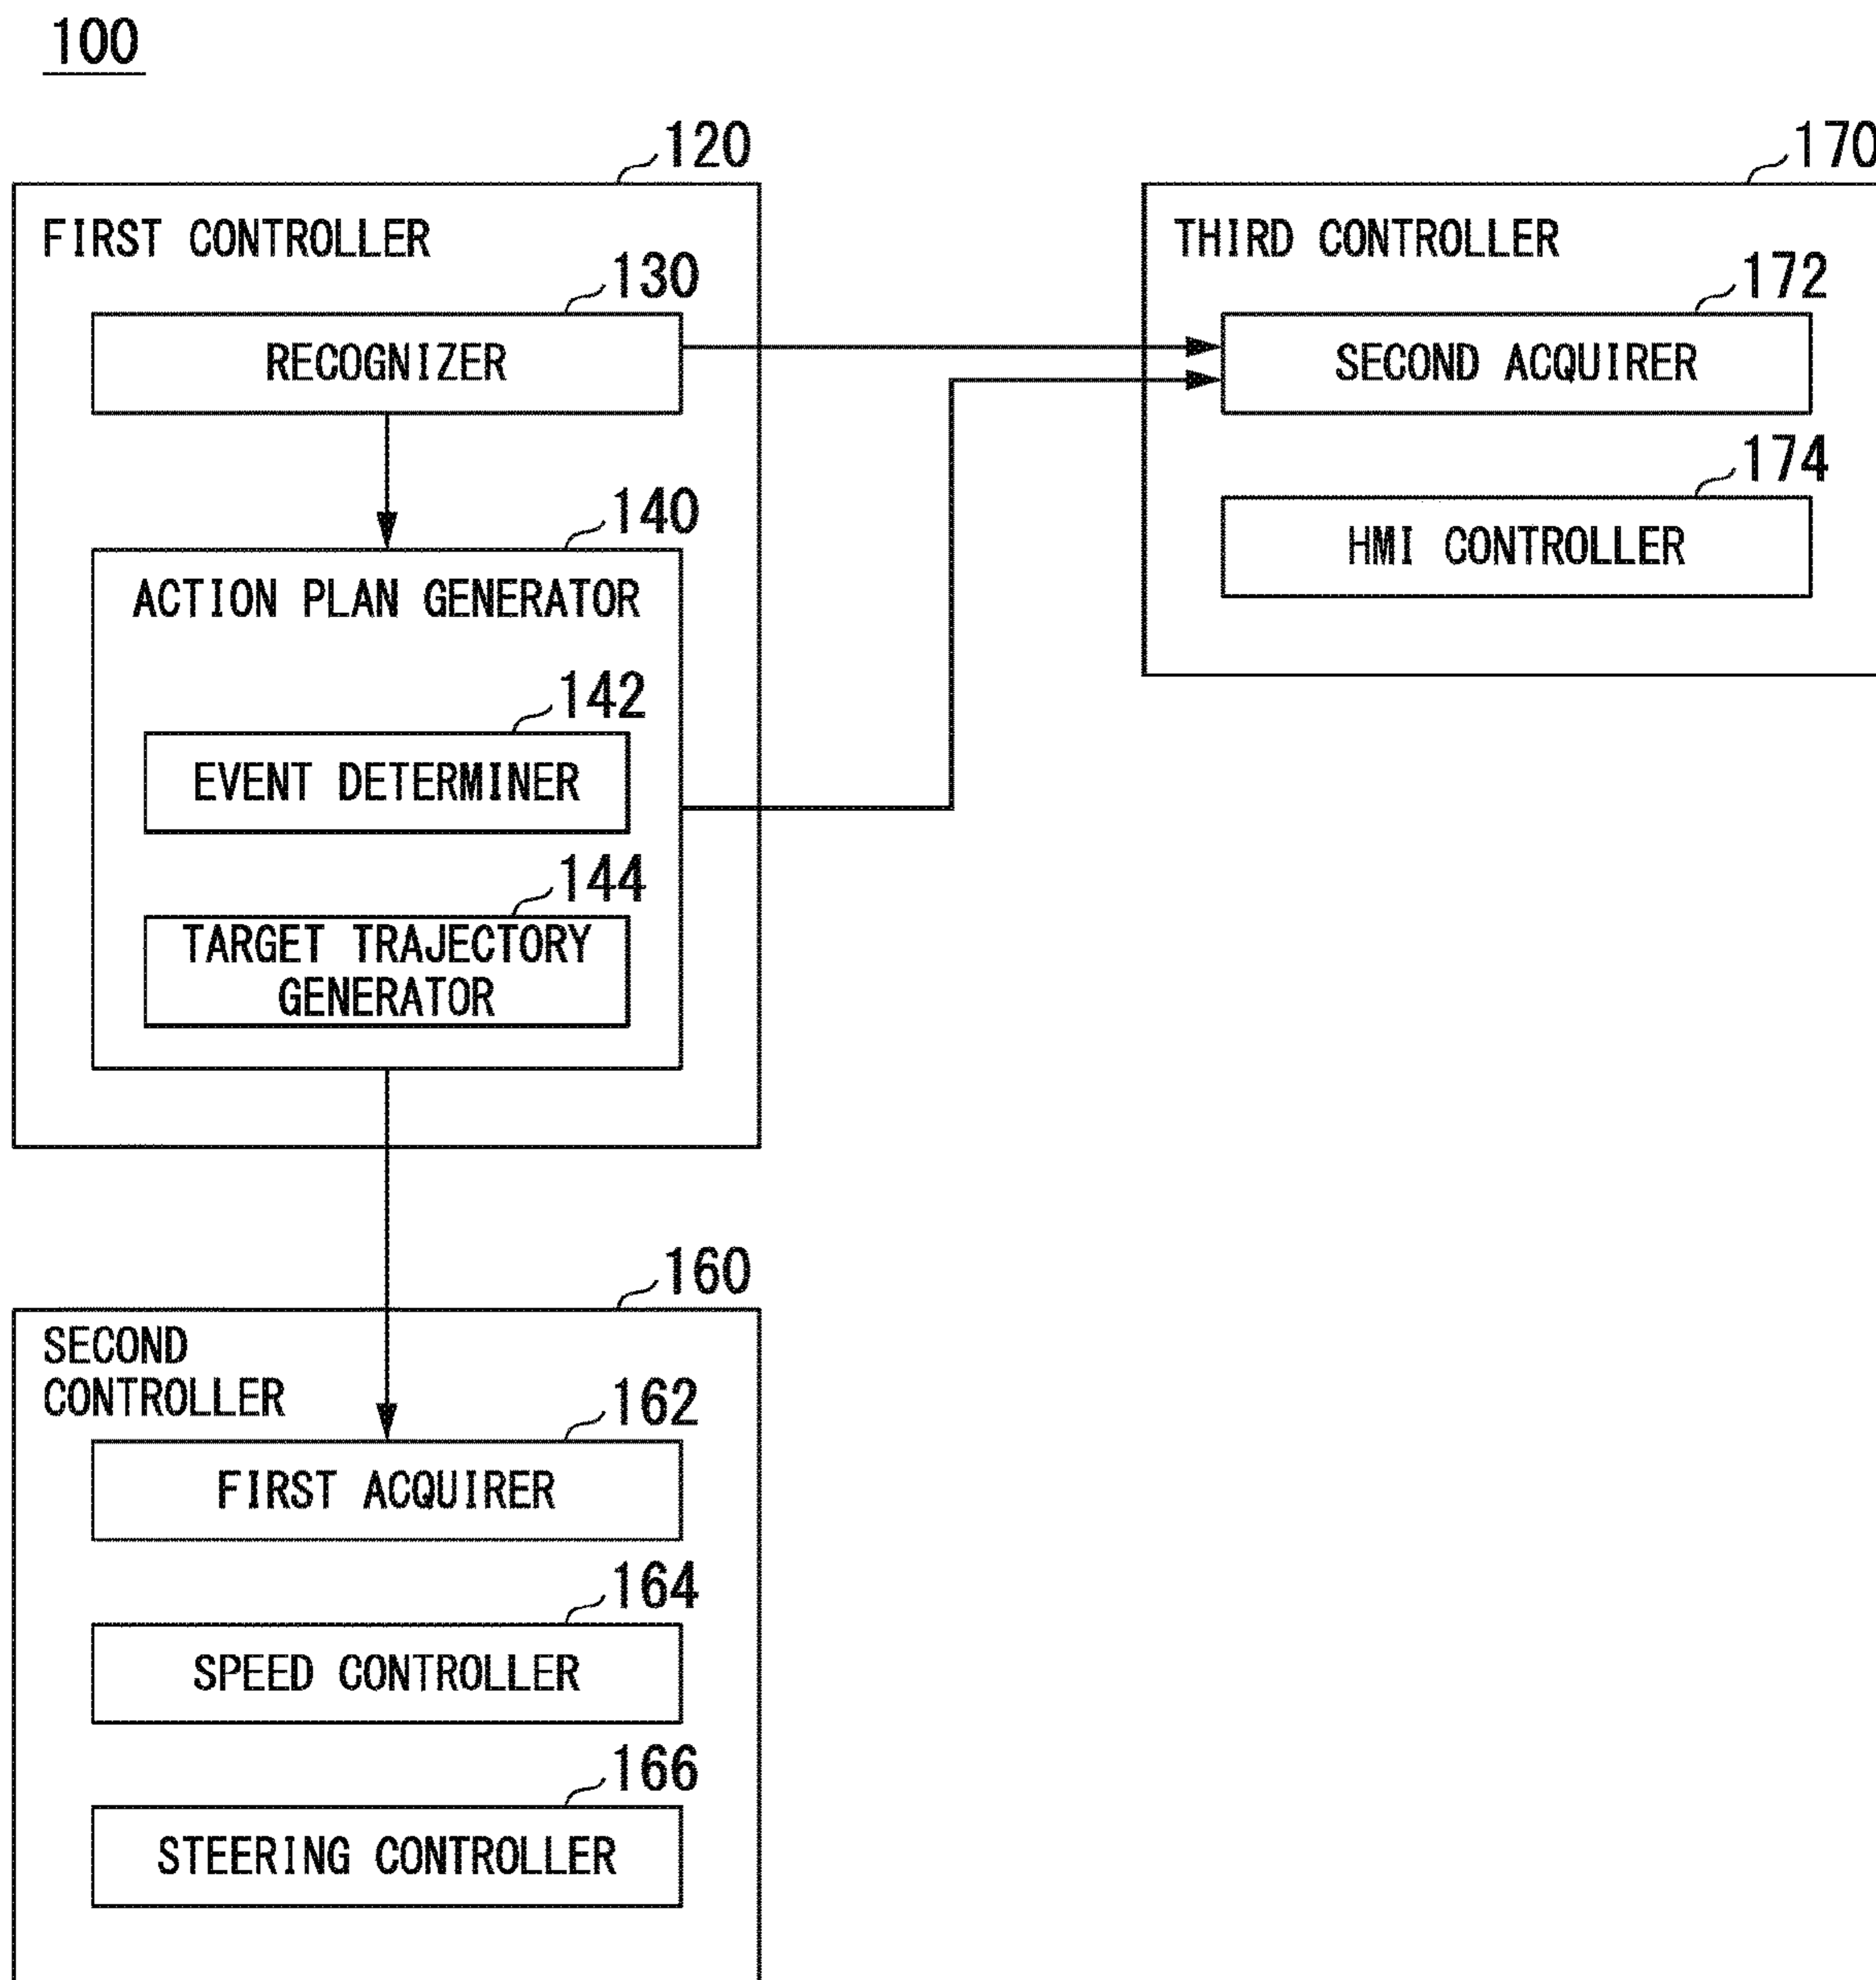 100
120
FIRST CONTROLLER
130
RECOGNIZER
140
ACTION PLAN GENERATOR
142
EVENT DETERMINER
144
TARGET TRAJECTORY
GENERATOR
170
THIRD CONTROLLER
172
SECOND ACQUIRER
174
HMI CONTROLLER
160
SECOND
CONTROLLER
162
FIRST ACQUIRER
164
SPEED CONTROLLER
166
STEERING CONTROLLER